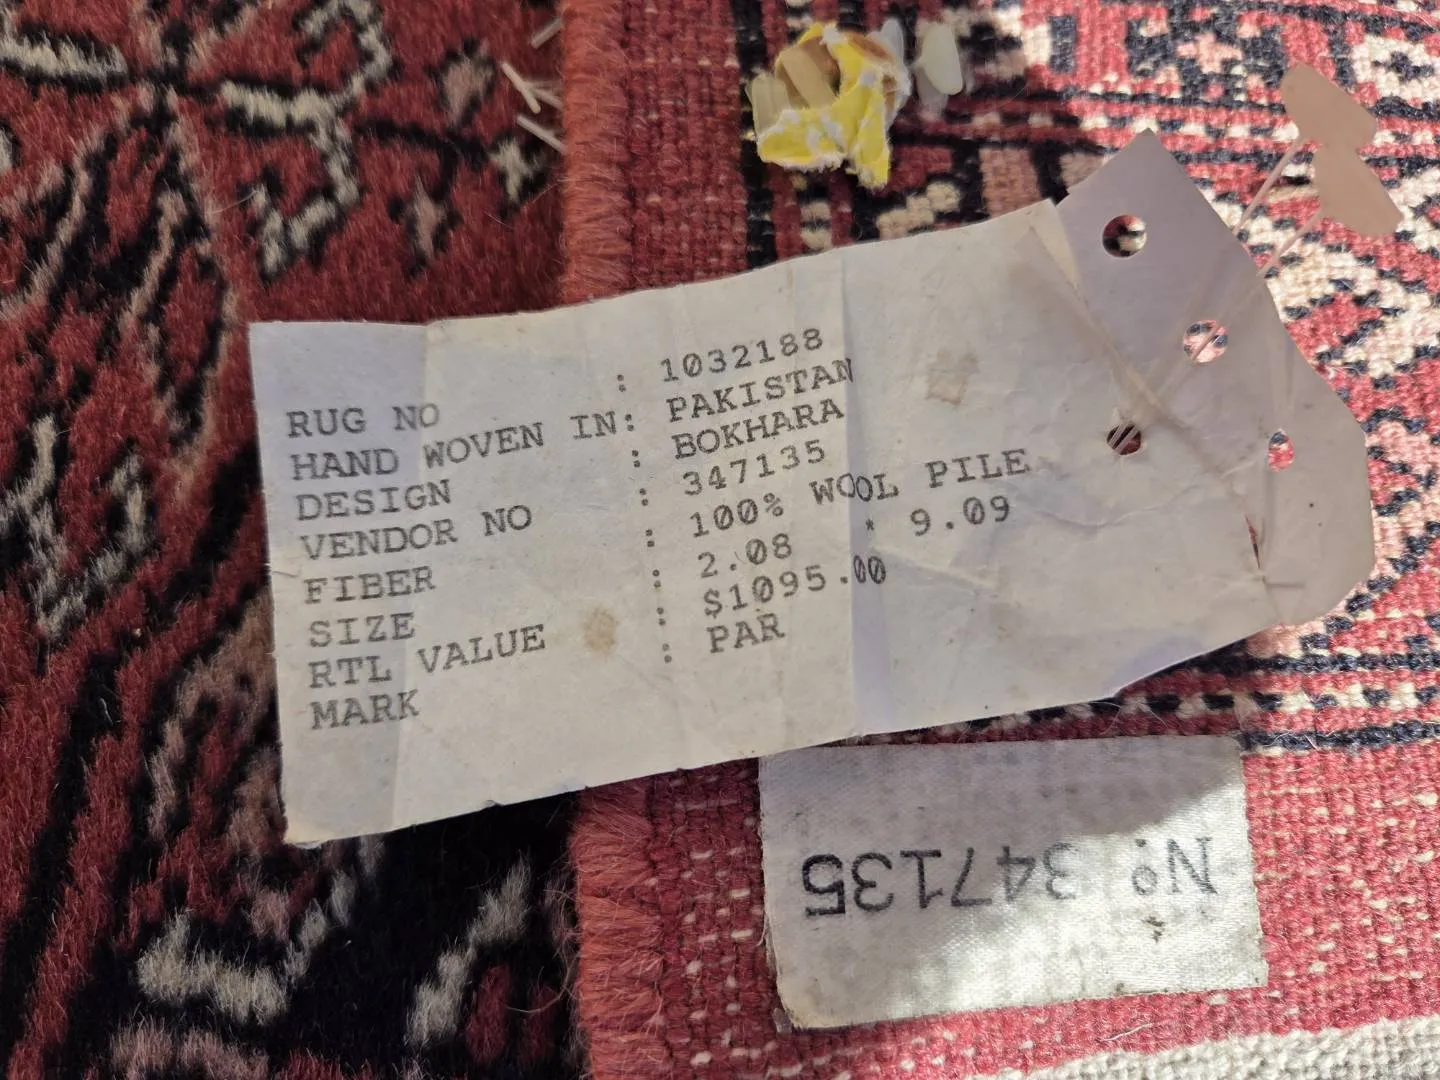 RUG NO : 1032188
HAND WOVEN IN: PAKISTAN
DESIGN : BOKHARA
VENDOR NO : 347135
FIBER : 100% WOOL PILE
SIZE : 2.08 * 9.09
RTL VALUE : $1095.00
MARK : PAR
Nº 347135